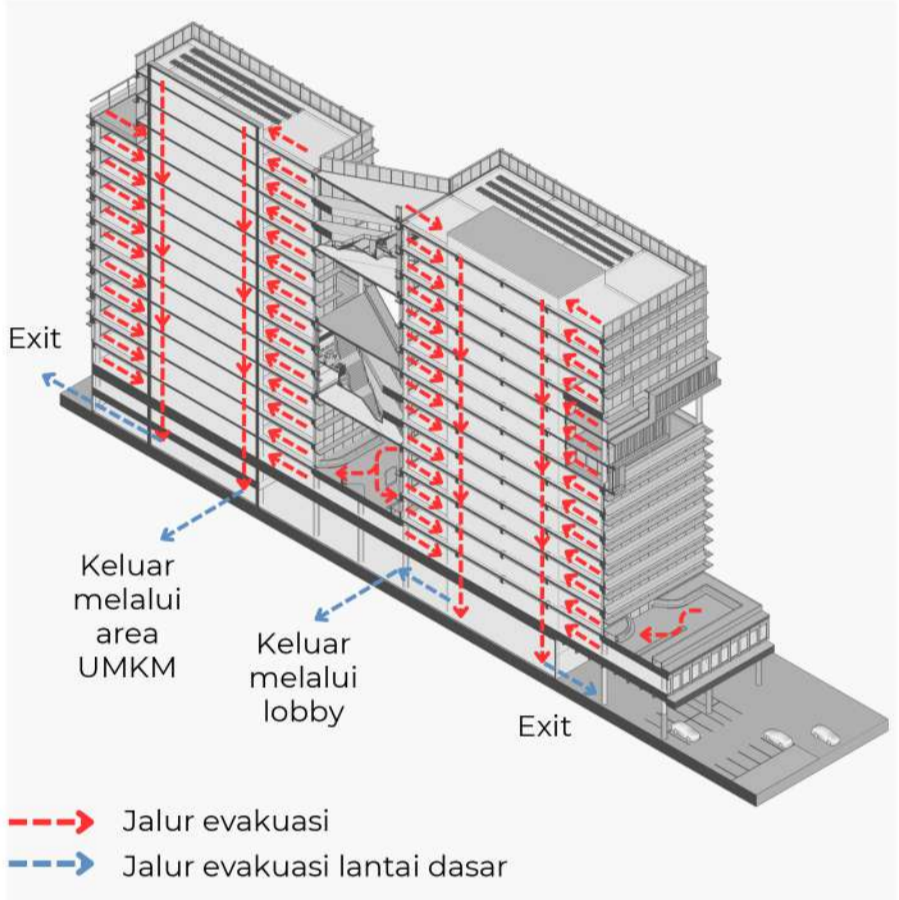 Exit
Keluar
melalui
area
UMKM
Keluar
melalui
lobby
Exit
Jalur evakuasi
Jalur evakuasi lantai dasar